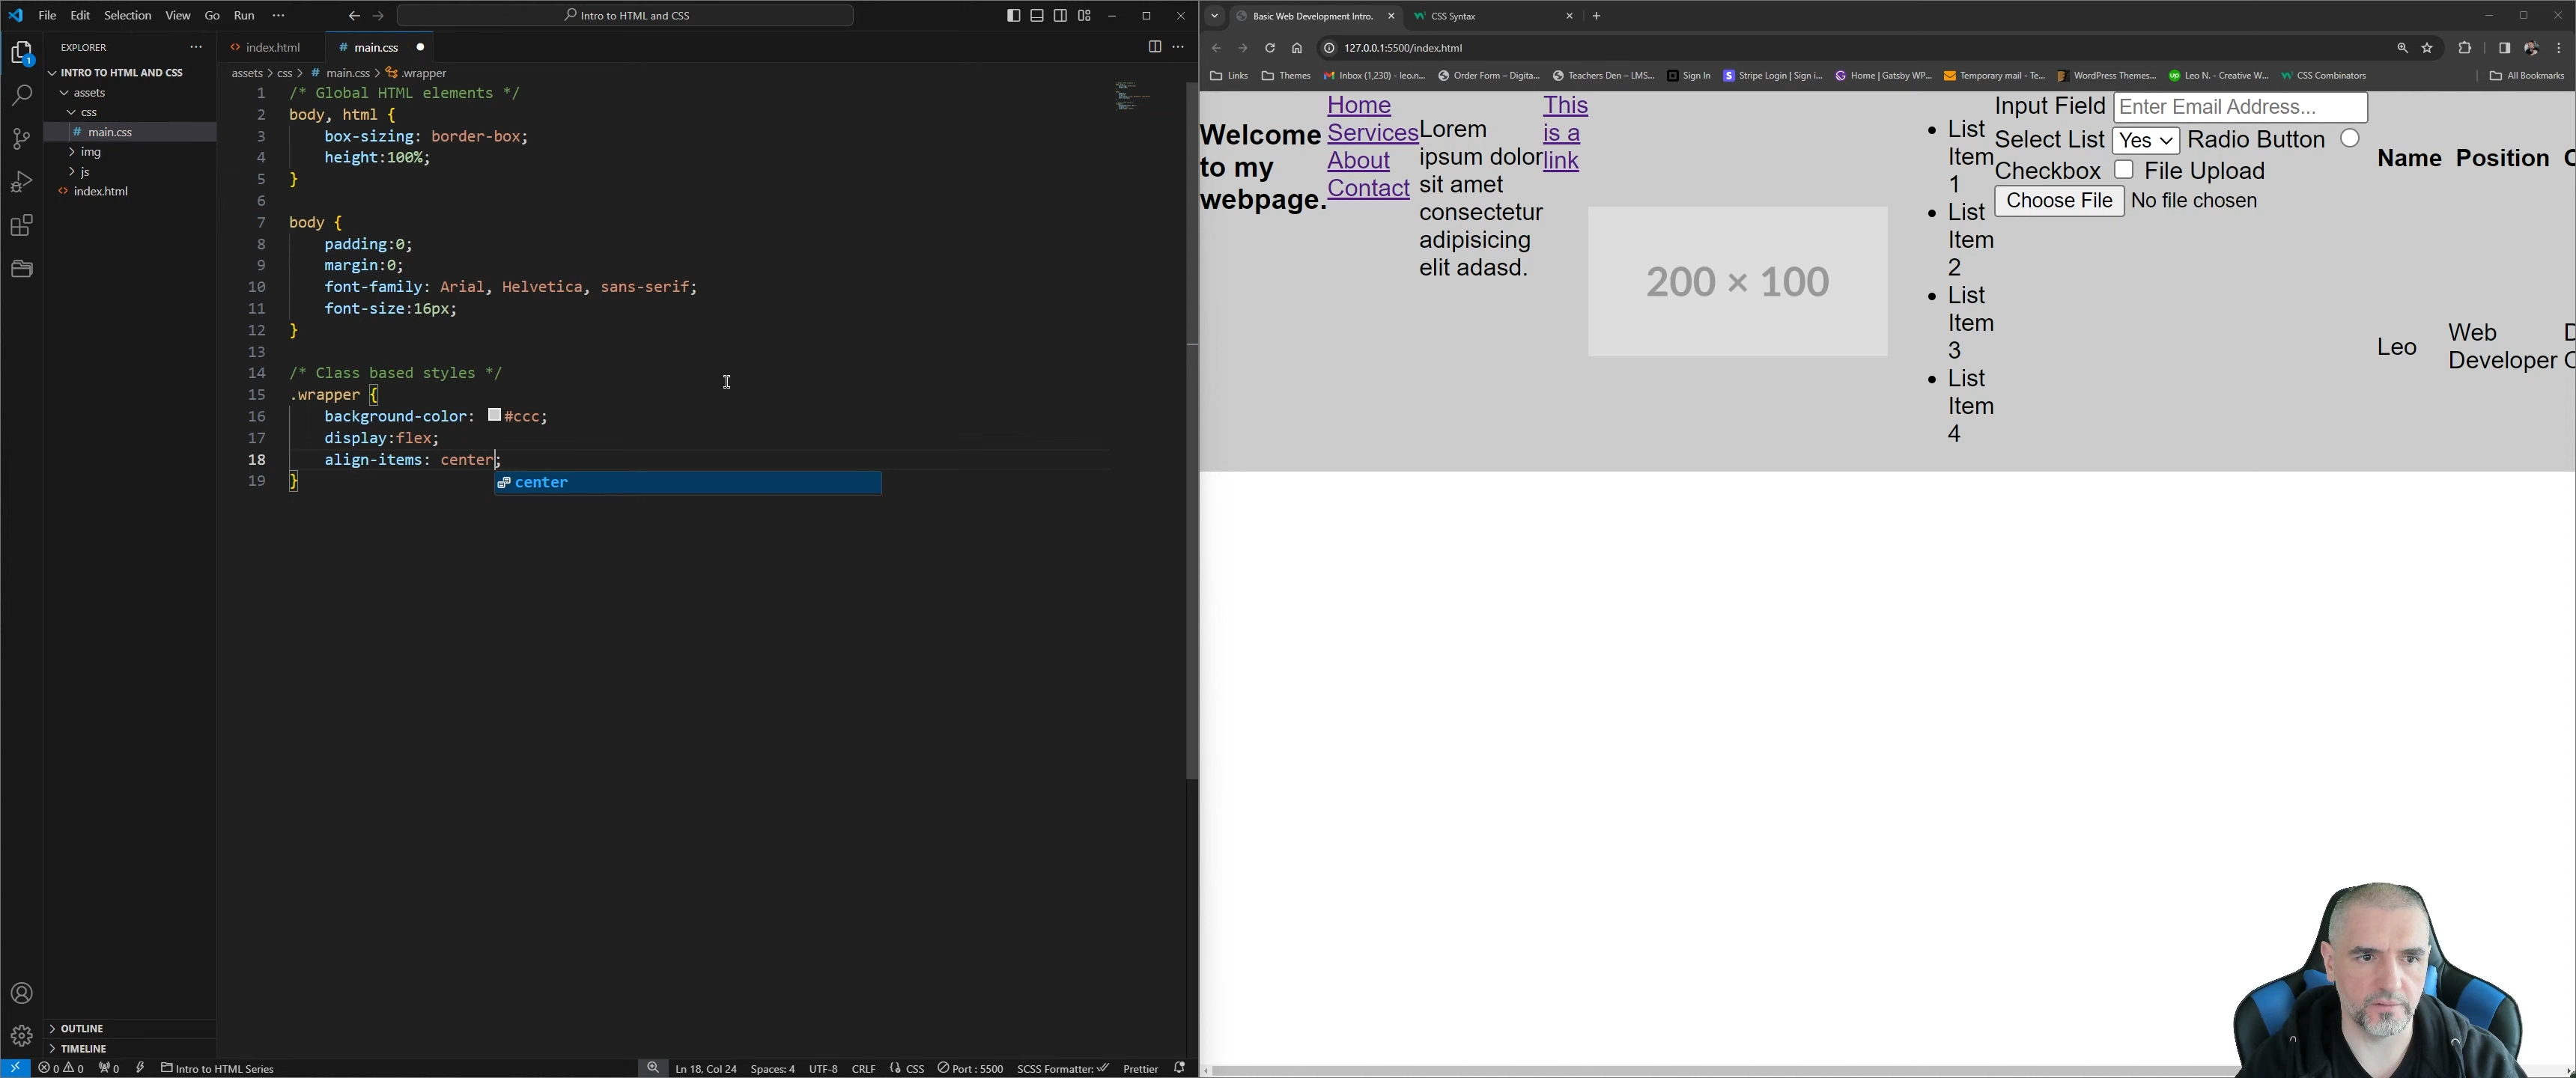 File Edit Selection View Go Run ···
Intro to HTML and CSS
EXPLORER
INTRO TO HTML AND CSS
assets
css
# main.css
img
js
<> index.html
1
OUTLINE
TIMELINE
<> index.html
# main.css
assets > css > # main.css > .wrapper
1 /* Global HTML elements */
2 body, html {
3 box-sizing: border-box;
4 height:100%;
5 }
6
7 body {
8 padding:0;
9 margin:0;
10 font-family: Arial, Helvetica, sans-serif;
11 font-size:16px;
12 }
13
14 /* Class based styles */
15 .wrapper {
16 background-color: #ccc;
17 display:flex;
18 align-items: center;
19 }
center
0 0 0 Intro to HTML Series Ln 18, Col 24 Spaces: 4 UTF-8 CRLF CSS Port : 5500 SCSS Formatter: Prettier
Basic Web Development Intro.
CSS Syntax
127.0.0.1:5500/index.html
Links Themes Inbox (1,230) - leo.n... Order Form – Digita... Teachers Den – LMS... Sign In Stripe Login | Sign i... Home | Gatsby WP... Temporary mail - Te... WordPress Themes... Leo N. - Creative W... CSS Combinators All Bookmarks
Welcome
to my
webpage.
Home
Services
About
Contact
Lorem
ipsum dolor
sit amet
consectetur
adipisicing
elit adasd.
This
is a
link
200 × 100
• List
Item
1
• List
Item
2
• List
Item
3
• List
Item
4
Input Field Enter Email Address...
Select List Yes Radio Button
Checkbox File Upload
Choose File No file chosen
Name Position
Leo
Web
Developer